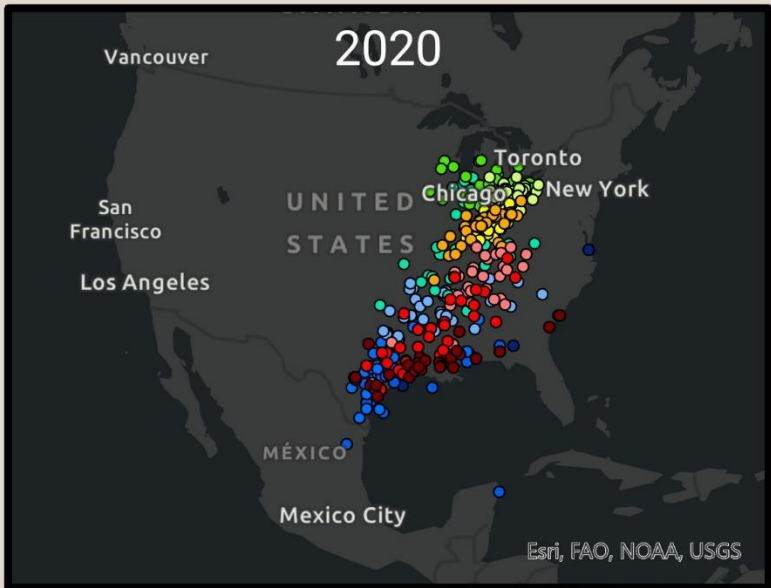 2020
Vancouver
Toronto
Chicago
New York
UNITED
STATES
San
Francisco
Los Angeles
MÉXICO
Mexico City
Esri, FAO, NOAA, USGS